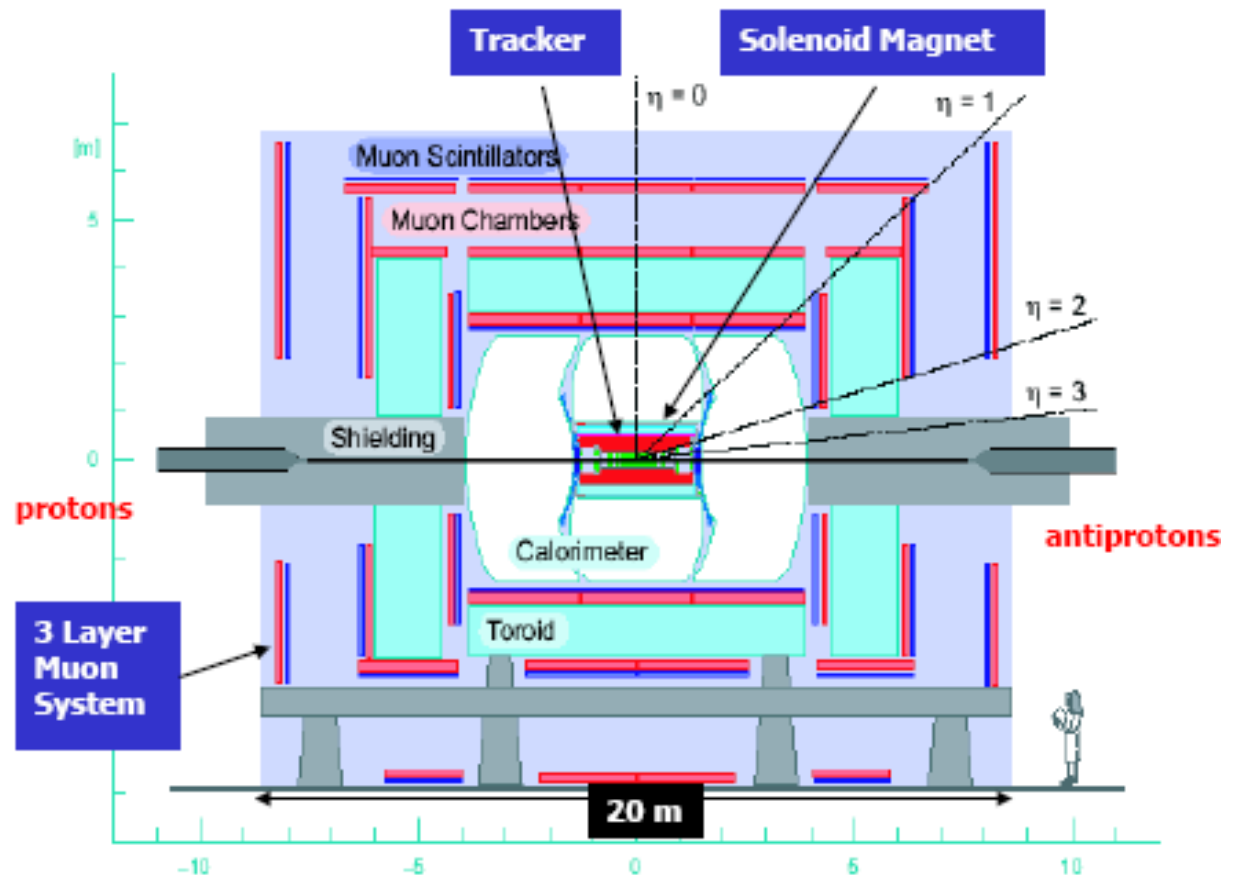 Tracker
Solenoid Magnet
η = 0
η = 1
[m]
Muon Scintillators
5
Muon Chambers
η = 2
η = 3
Shielding
0
protons
antiprotons
Calorimeter
3 Layer
Muon
System
Toroid
20 m
-10
-5
0
5
10